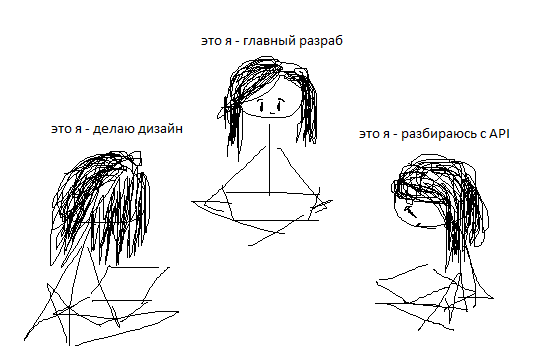 это я - главный разраб
это я - делаю дизайн
это я - разбираюсь с API